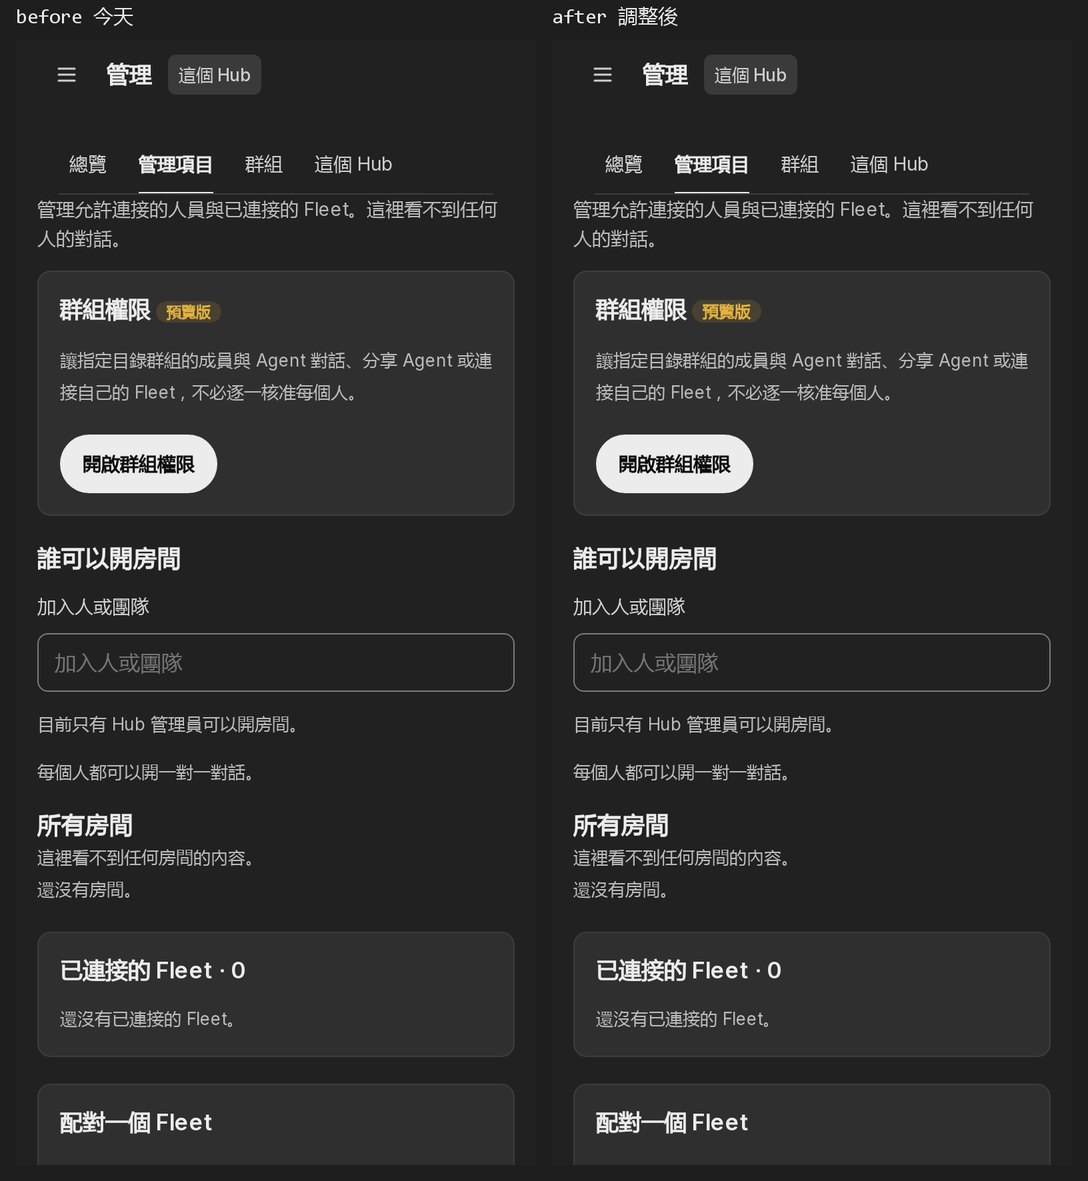 before 今天
管理 這個 Hub
總覽 管理項目 群組 這個 Hub
管理允許連接的人員與已連接的 Fleet。這裡看不到任何
人的對話。
群組權限 預覽版
讓指定目錄群組的成員與 Agent 對話、分享 Agent 或連
接自己的 Fleet，不必逐一核准每個人。
開啟群組權限
誰可以開房間
加入人或團隊
加入人或團隊
目前只有 Hub 管理員可以開房間。
每個人都可以開一對一對話。
所有房間
這裡看不到任何房間的內容。
還沒有房間。
已連接的 Fleet · 0
還沒有已連接的 Fleet。
配對一個 Fleet
after 調整後
管理 這個 Hub
總覽 管理項目 群組 這個 Hub
管理允許連接的人員與已連接的 Fleet。這裡看不到任何
人的對話。
群組權限 預覽版
讓指定目錄群組的成員與 Agent 對話、分享 Agent 或連
接自己的 Fleet，不必逐一核准每個人。
開啟群組權限
誰可以開房間
加入人或團隊
加入人或團隊
目前只有 Hub 管理員可以開房間。
每個人都可以開一對一對話。
所有房間
這裡看不到任何房間的內容。
還沒有房間。
已連接的 Fleet · 0
還沒有已連接的 Fleet。
配對一個 Fleet